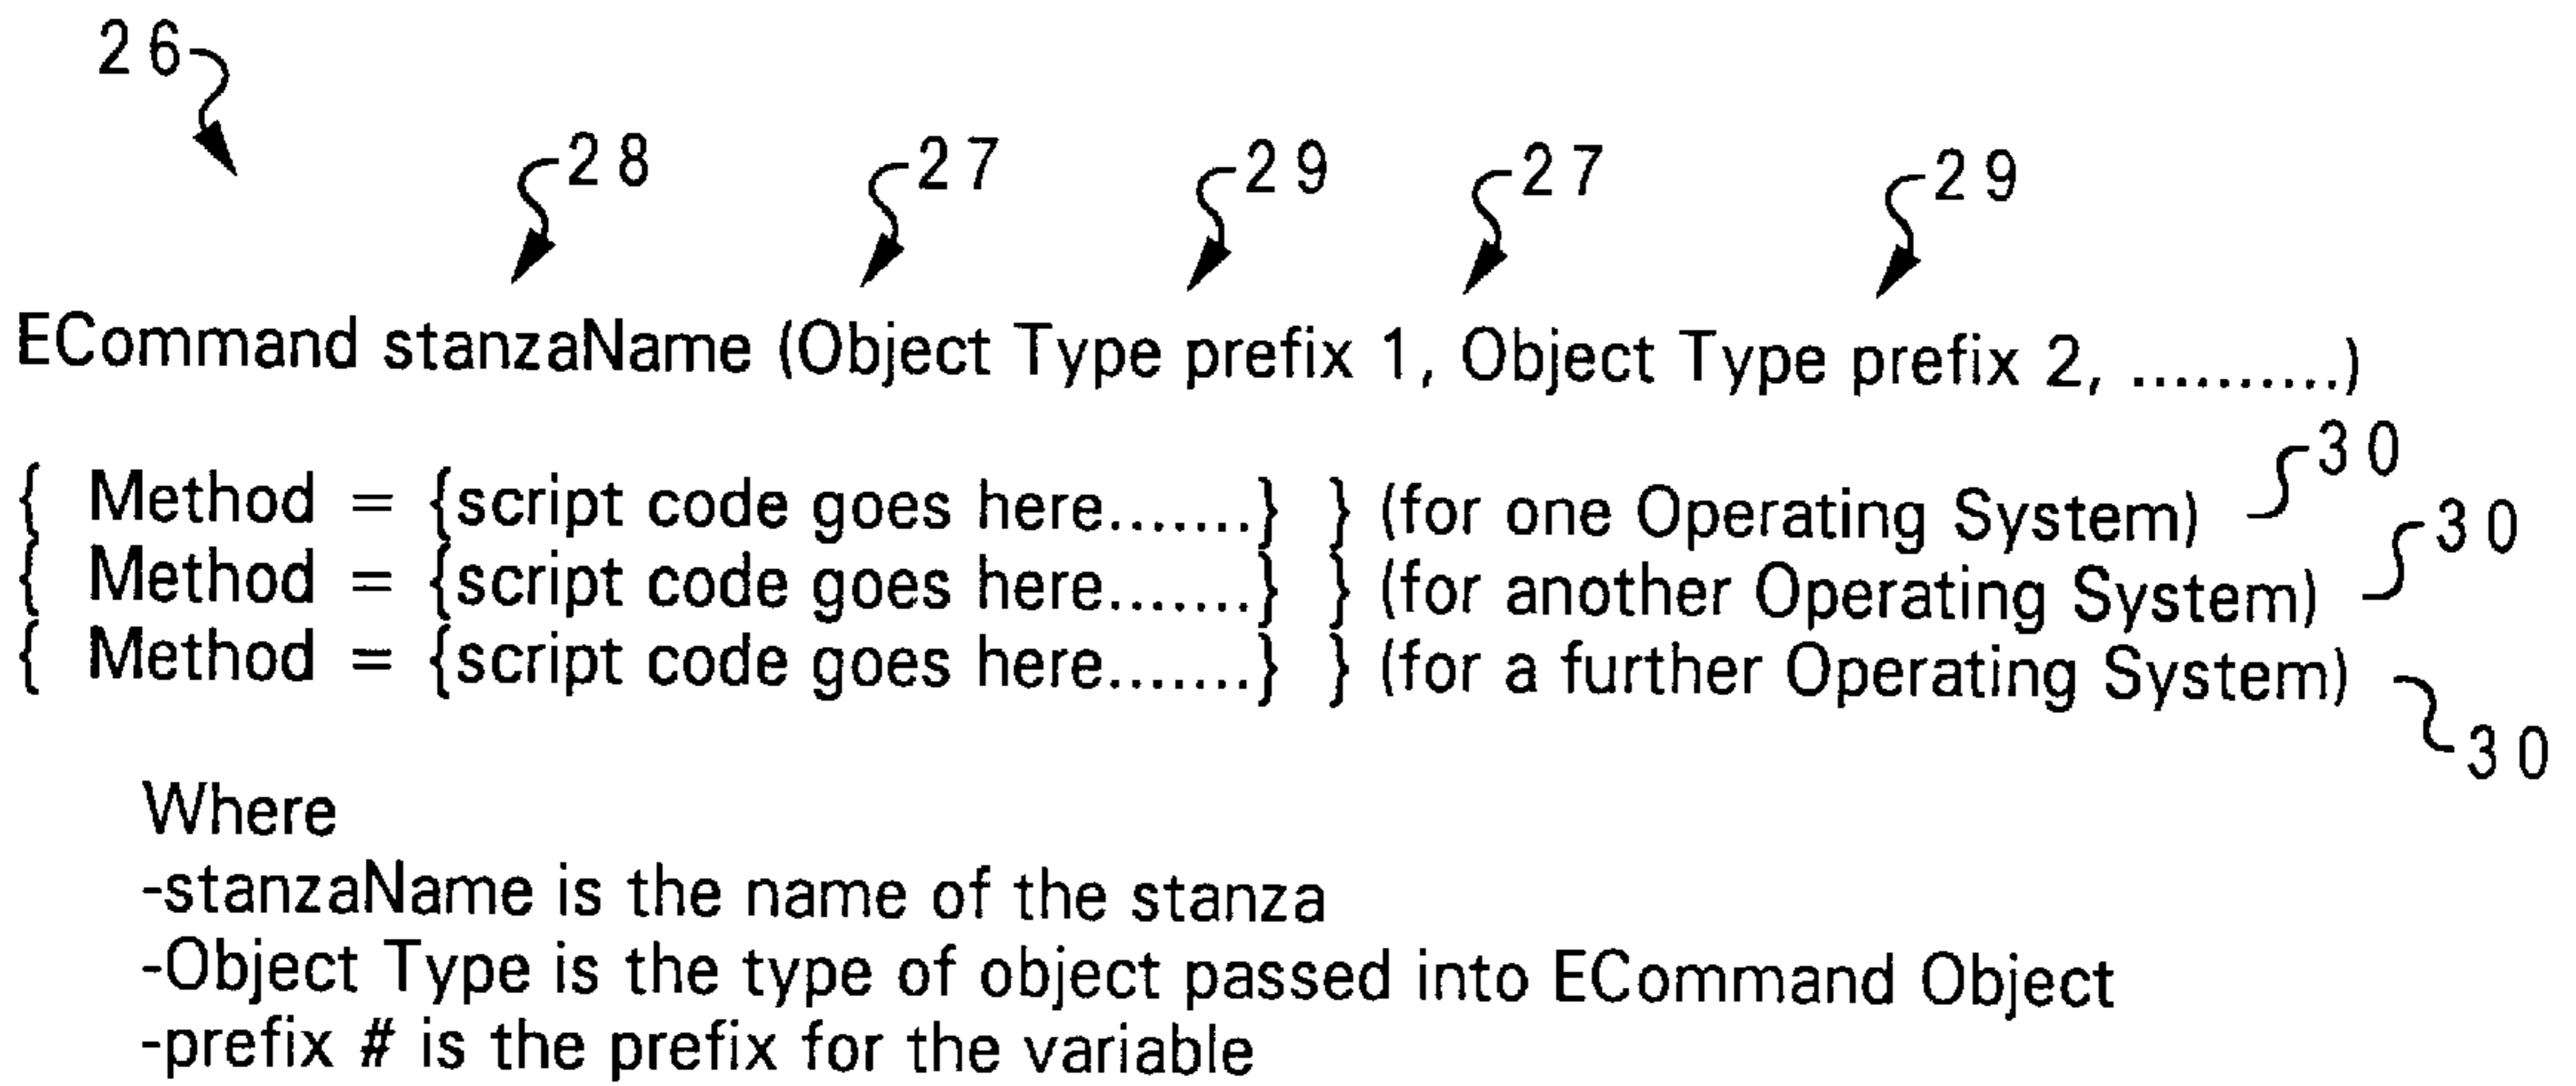 26
28 27 29 27 29
ECommand stanzaName (Object Type prefix 1, Object Type prefix 2, ..........)
{ Method = {script code goes here.......} } (for one Operating System) 30
{ Method = {script code goes here.......} } (for another Operating System) 30
{ Method = {script code goes here.......} } (for a further Operating System) 30
Where
-stanzaName is the name of the stanza
-Object Type is the type of object passed into ECommand Object
-prefix # is the prefix for the variable